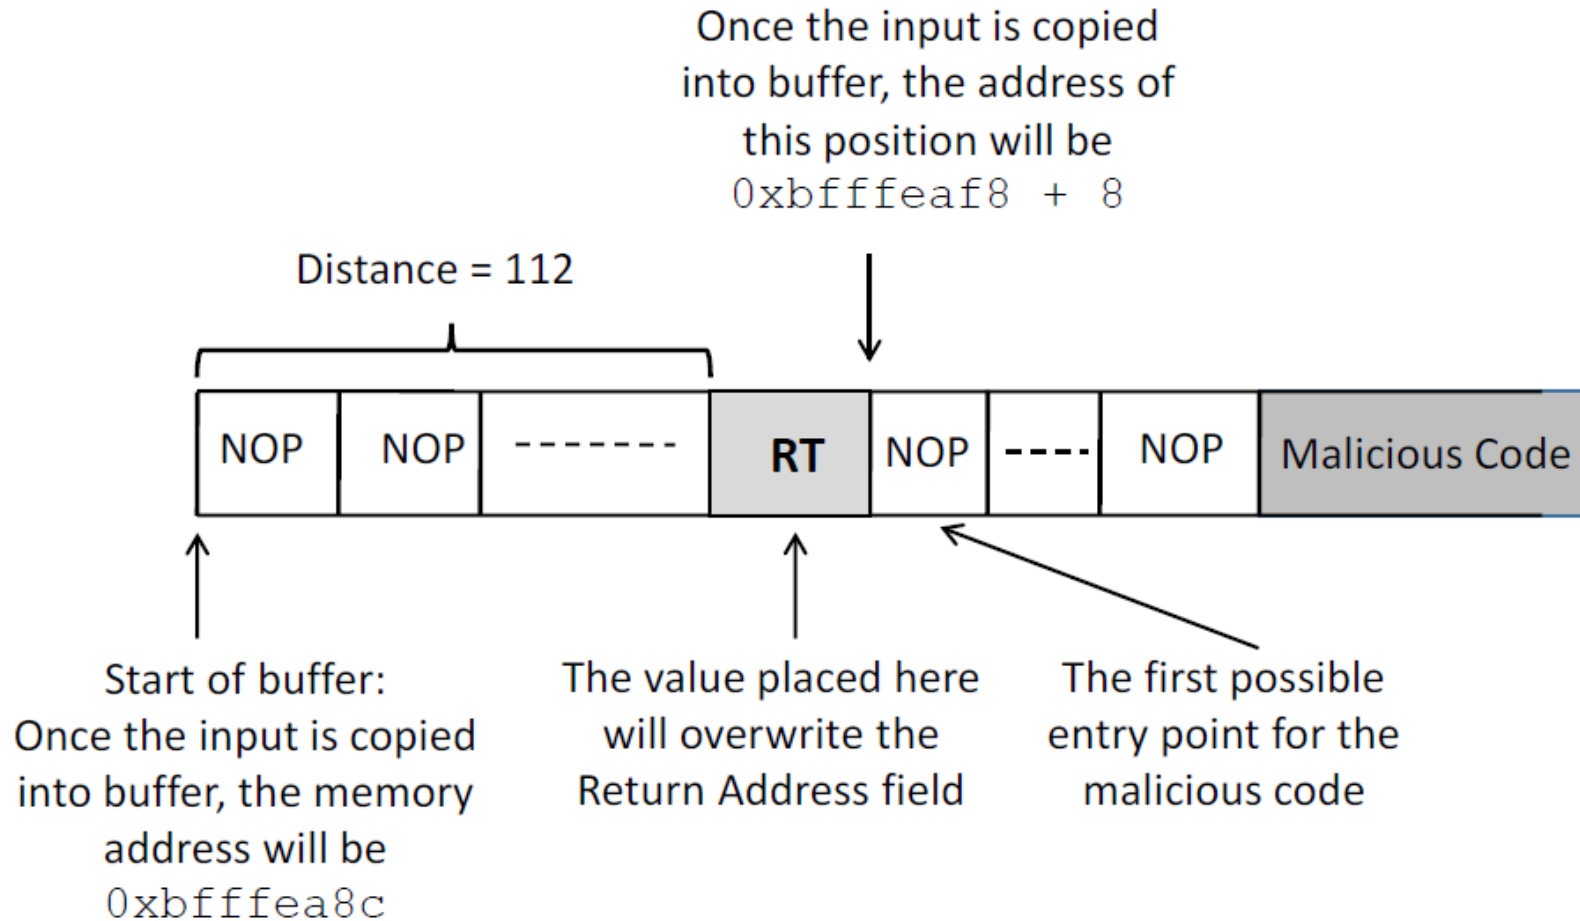 Once the input is copied
into buffer, the address of
this position will be
0xbfffeaf8 + 8
Distance = 112
NOP
NOP
RT
NOP
NOP
Malicious Code
Start of buffer:
Once the input is copied
into buffer, the memory
address will be
0xbfffea8c
The value placed here
will overwrite the
Return Address field
The first possible
entry point for the
malicious code